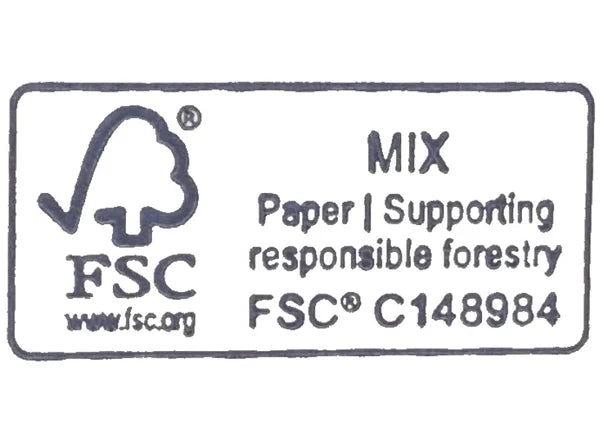 ®
FSC
www.fsc.org
MIX
Paper | Supporting
responsible forestry
FSC® C148984